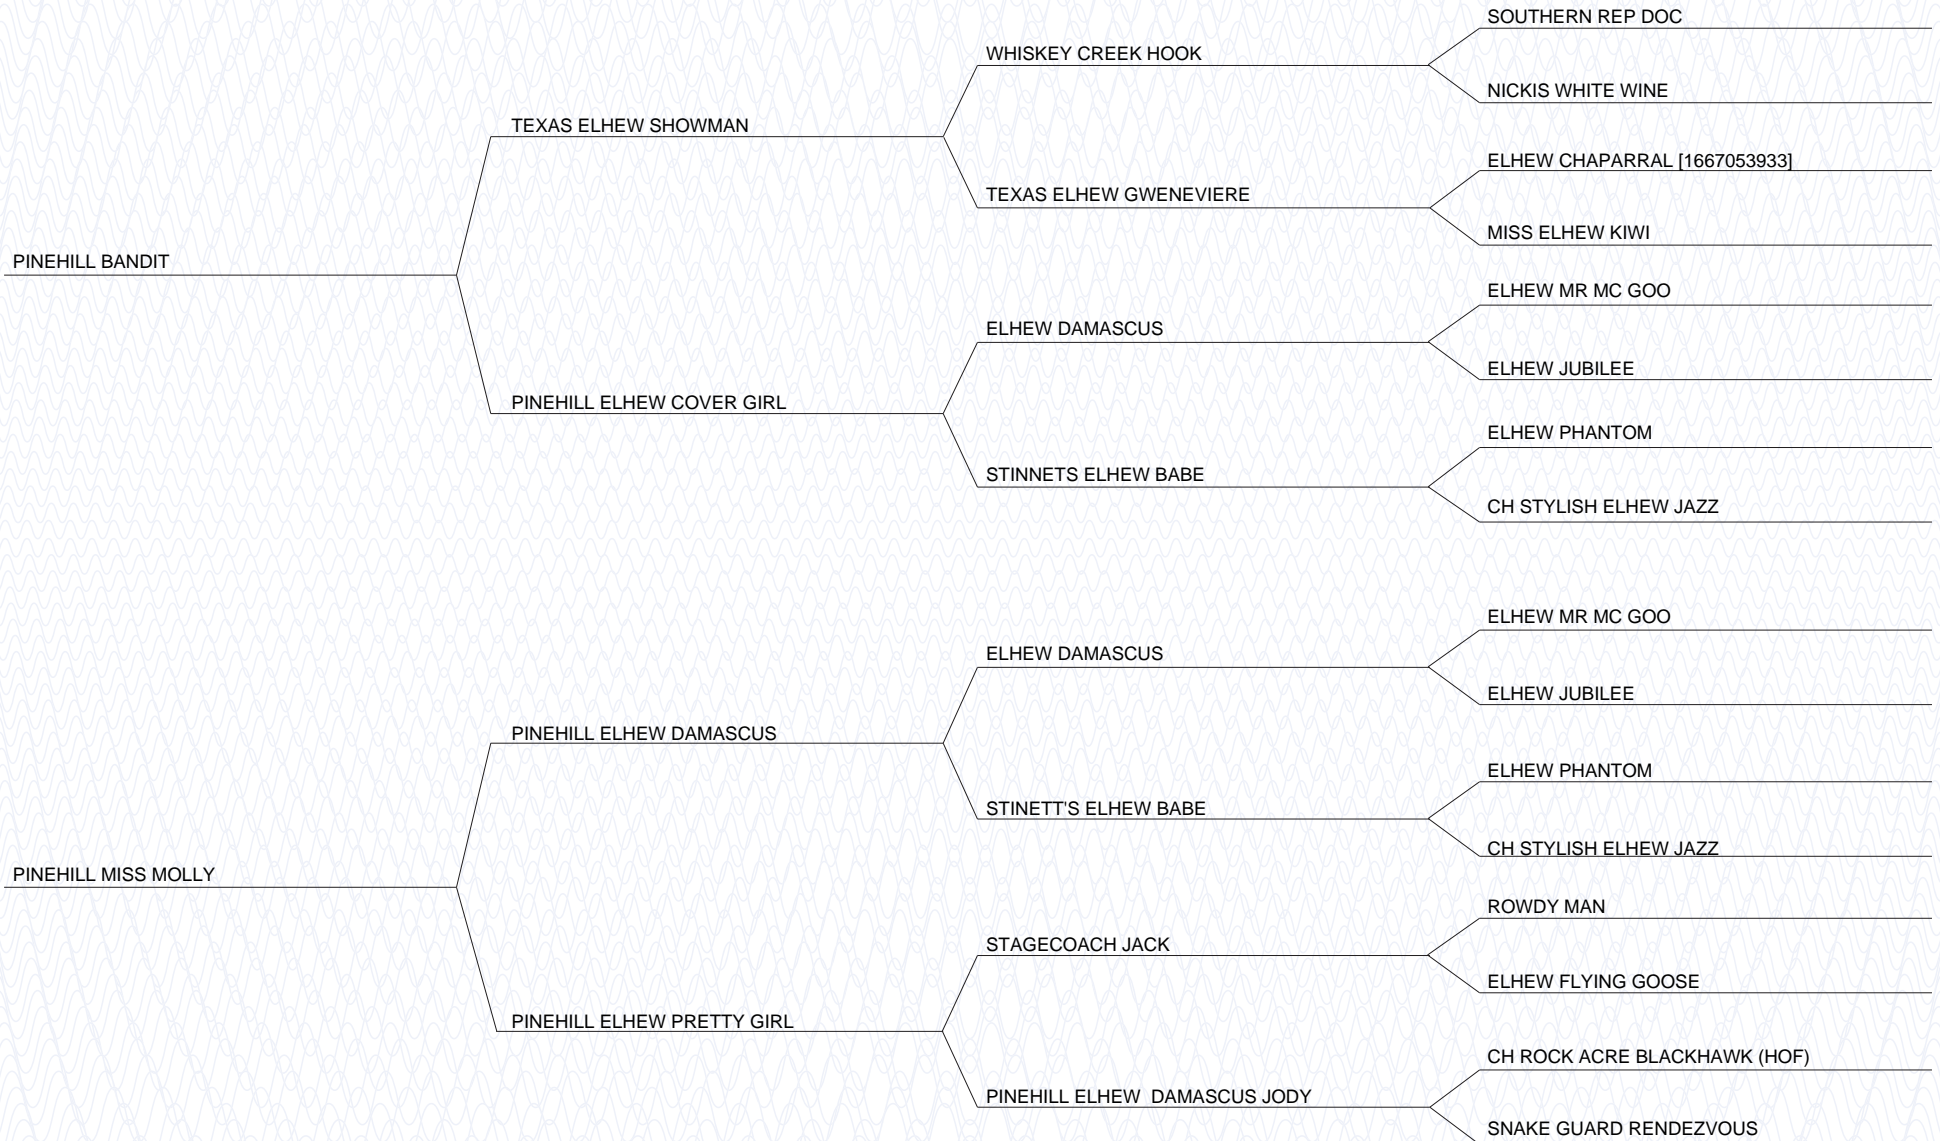 SOUTHERN REP DOC
WHISKEY CREEK HOOK
NICKIS WHITE WINE
TEXAS ELHEW SHOWMAN
ELHEW CHAPARRAL [1667053933]
TEXAS ELHEW GWENEVIERE
MISS ELHEW KIWI
PINEHILL BANDIT
ELHEW MR MC GOO
ELHEW DAMASCUS
ELHEW JUBILEE
PINEHILL ELHEW COVER GIRL
ELHEW PHANTOM
STINNETS ELHEW BABE
CH STYLISH ELHEW JAZZ
ELHEW MR MC GOO
ELHEW DAMASCUS
ELHEW JUBILEE
PINEHILL ELHEW DAMASCUS
ELHEW PHANTOM
STINETT'S ELHEW BABE
CH STYLISH ELHEW JAZZ
PINEHILL MISS MOLLY
ROWDY MAN
STAGECOACH JACK
ELHEW FLYING GOOSE
PINEHILL ELHEW PRETTY GIRL
CH ROCK ACRE BLACKHAWK (HOF)
PINEHILL ELHEW  DAMASCUS JODY
SNAKE GUARD RENDEZVOUS